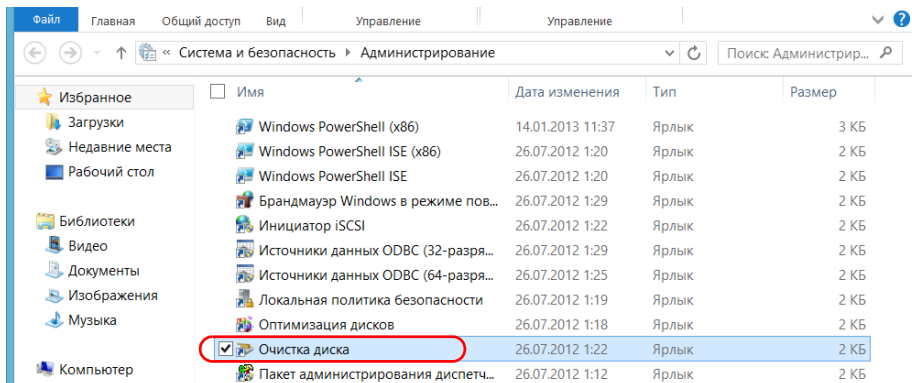 Файл Главная Общий доступ Вид Управление Управление
« Система и безопасность Администрирование Поиск: Администрир...
Имя Дата изменения Тип Размер
Избранное
Загрузки
Недавние места
Рабочий стол
Библиотеки
Видео
Документы
Изображения
Музыка
Компьютер
Windows PowerShell (x86) 14.01.2013 11:37 Ярлык 3 КБ
Windows PowerShell ISE (x86) 26.07.2012 1:20 Ярлык 2 КБ
Windows PowerShell ISE 26.07.2012 1:20 Ярлык 2 КБ
Брандмауэр Windows в режиме пов... 26.07.2012 1:29 Ярлык 2 КБ
Инициатор iSCSI 26.07.2012 1:22 Ярлык 2 КБ
Источники данных ODBC (32-разря... 26.07.2012 1:29 Ярлык 2 КБ
Источники данных ODBC (64-разря... 26.07.2012 1:25 Ярлык 2 КБ
Локальная политика безопасности 26.07.2012 1:19 Ярлык 2 КБ
Оптимизация дисков 26.07.2012 1:18 Ярлык 2 КБ
Очистка диска 26.07.2012 1:22 Ярлык 2 КБ
Пакет администрирования диспетч... 26.07.2012 1:12 Ярлык 2 КБ